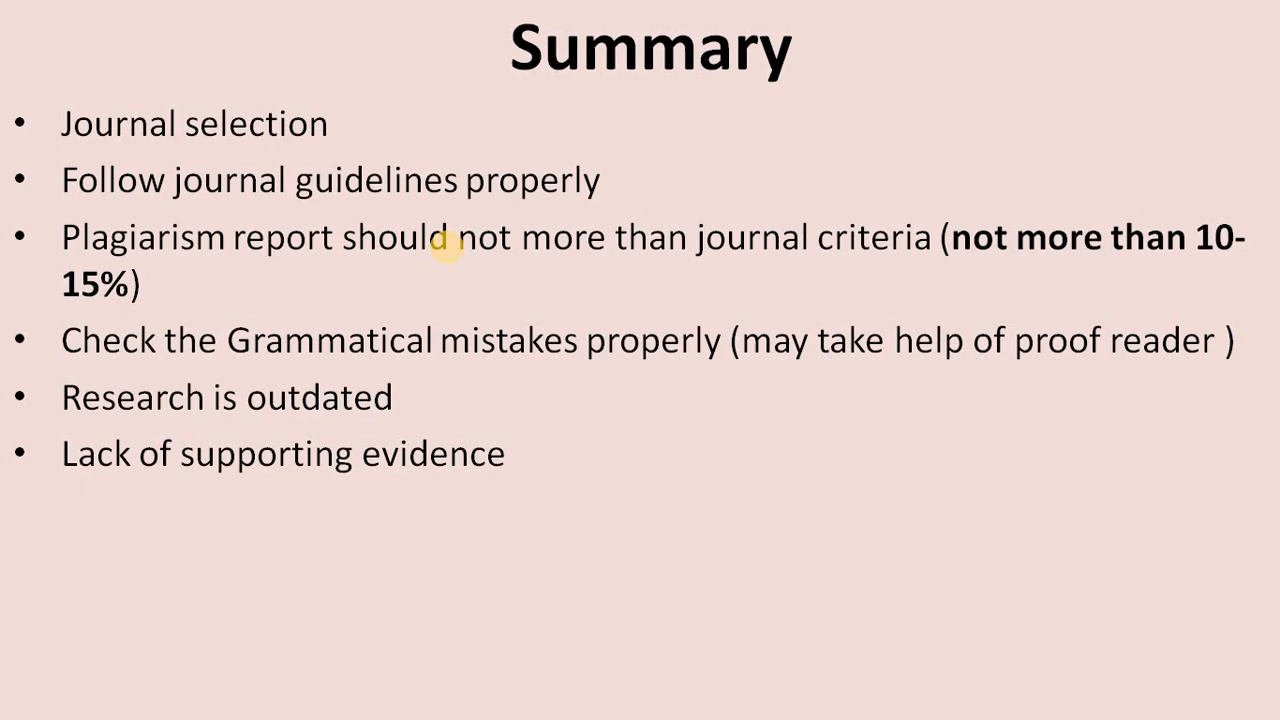 Summary
• Journal selection
• Follow journal guidelines properly
• Plagiarism report should not more than journal criteria (not more than 10-
15%)
• Check the Grammatical mistakes properly (may take help of proof reader )
• Research is outdated
• Lack of supporting evidence